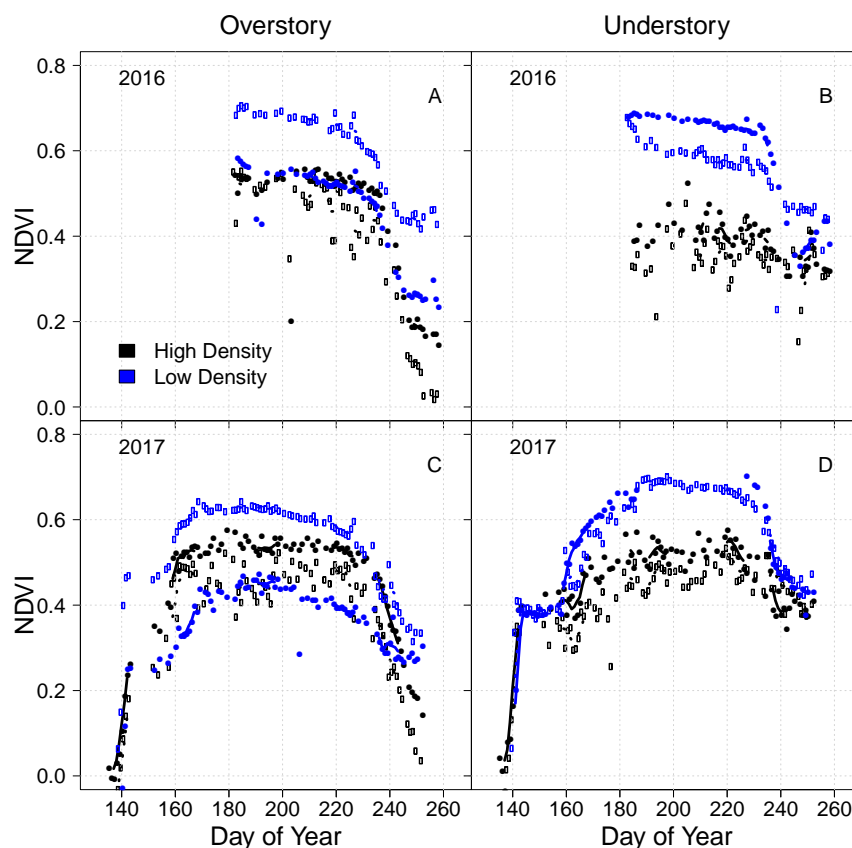 Overstory Understory
2016 A 2016 B
0.8
0.6
0.4
0.2
0.0
NDVI
High Density
Low Density
2017 C 2017 D
0.8
0.6
0.4
0.2
0.0
NDVI
140 160 180 200 220 240 260 140 160 180 200 220 240 260
Day of Year Day of Year